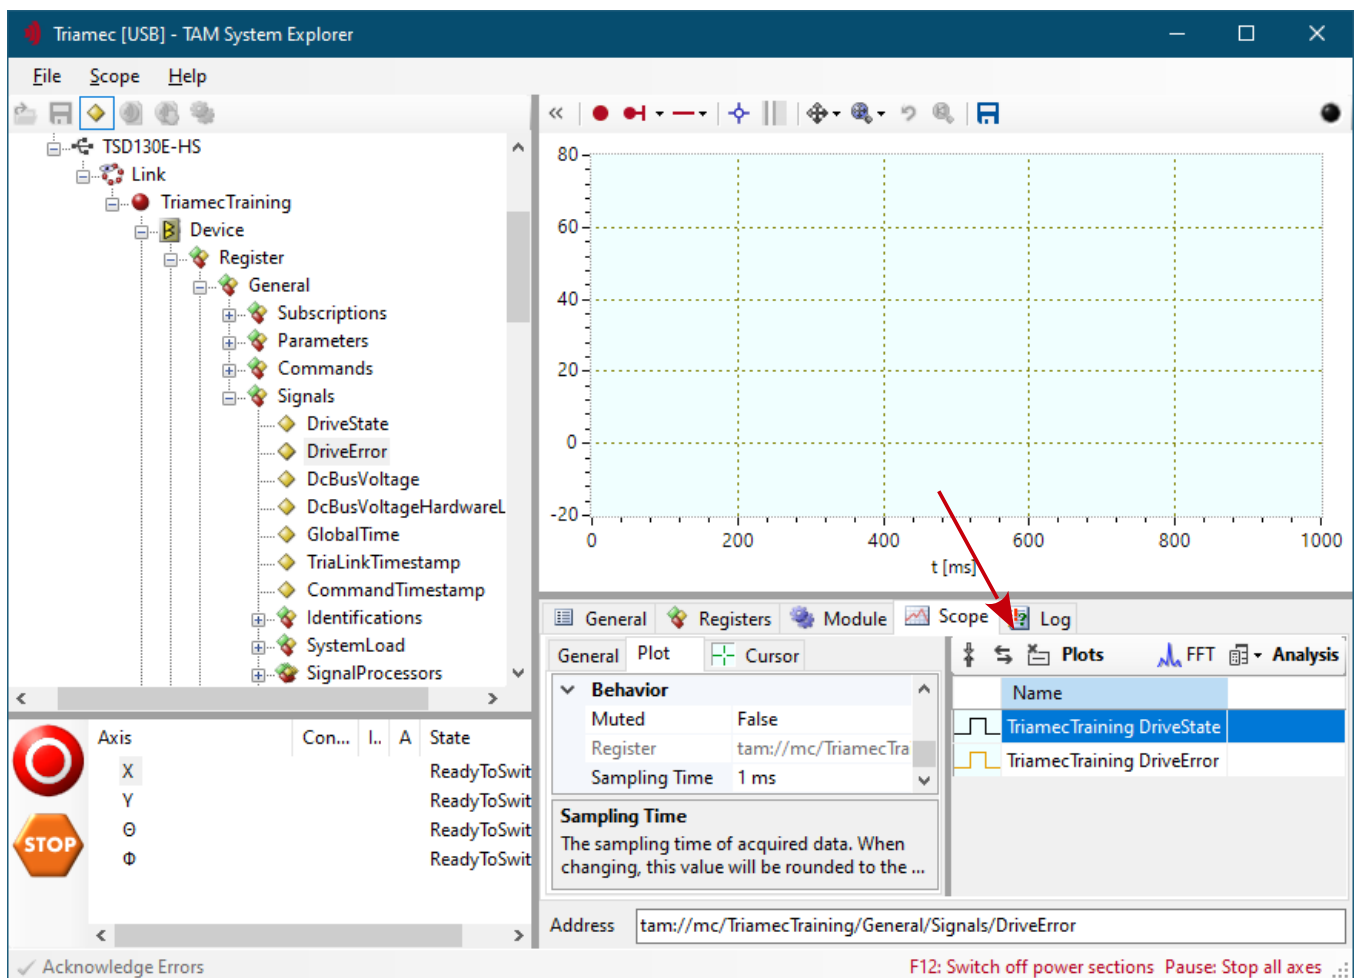 Triamec [USB] - TAM System Explorer
File Scope Help
TSD130E-HS
Link
TriamecTraining
Device
Register
General
Subscriptions
Parameters
Commands
Signals
DriveState
DriveError
DcBusVoltage
DcBusVoltageHardwareL
GlobalTime
TriaLinkTimestamp
CommandTimestamp
Identifications
SystemLoad
SignalProcessors
80
60
40
20
0
-20
0 200 400 600 800 1000
t [ms]
General Registers Module Scope Log
General Plot Cursor
Behavior
Muted False
Register tam://mc/TriamecTra
Sampling Time 1 ms
Sampling Time
The sampling time of acquired data. When
changing, this value will be rounded to the ...
Plots FFT Analysis
Name
TriamecTraining DriveState
TriamecTraining DriveError
Axis Con... I.. A State
X ReadyToSwit
Y ReadyToSwit
Θ ReadyToSwit
Φ ReadyToSwit
STOP
Address tam://mc/TriamecTraining/General/Signals/DriveError
Acknowledge Errors
F12: Switch off power sections Pause: Stop all axes